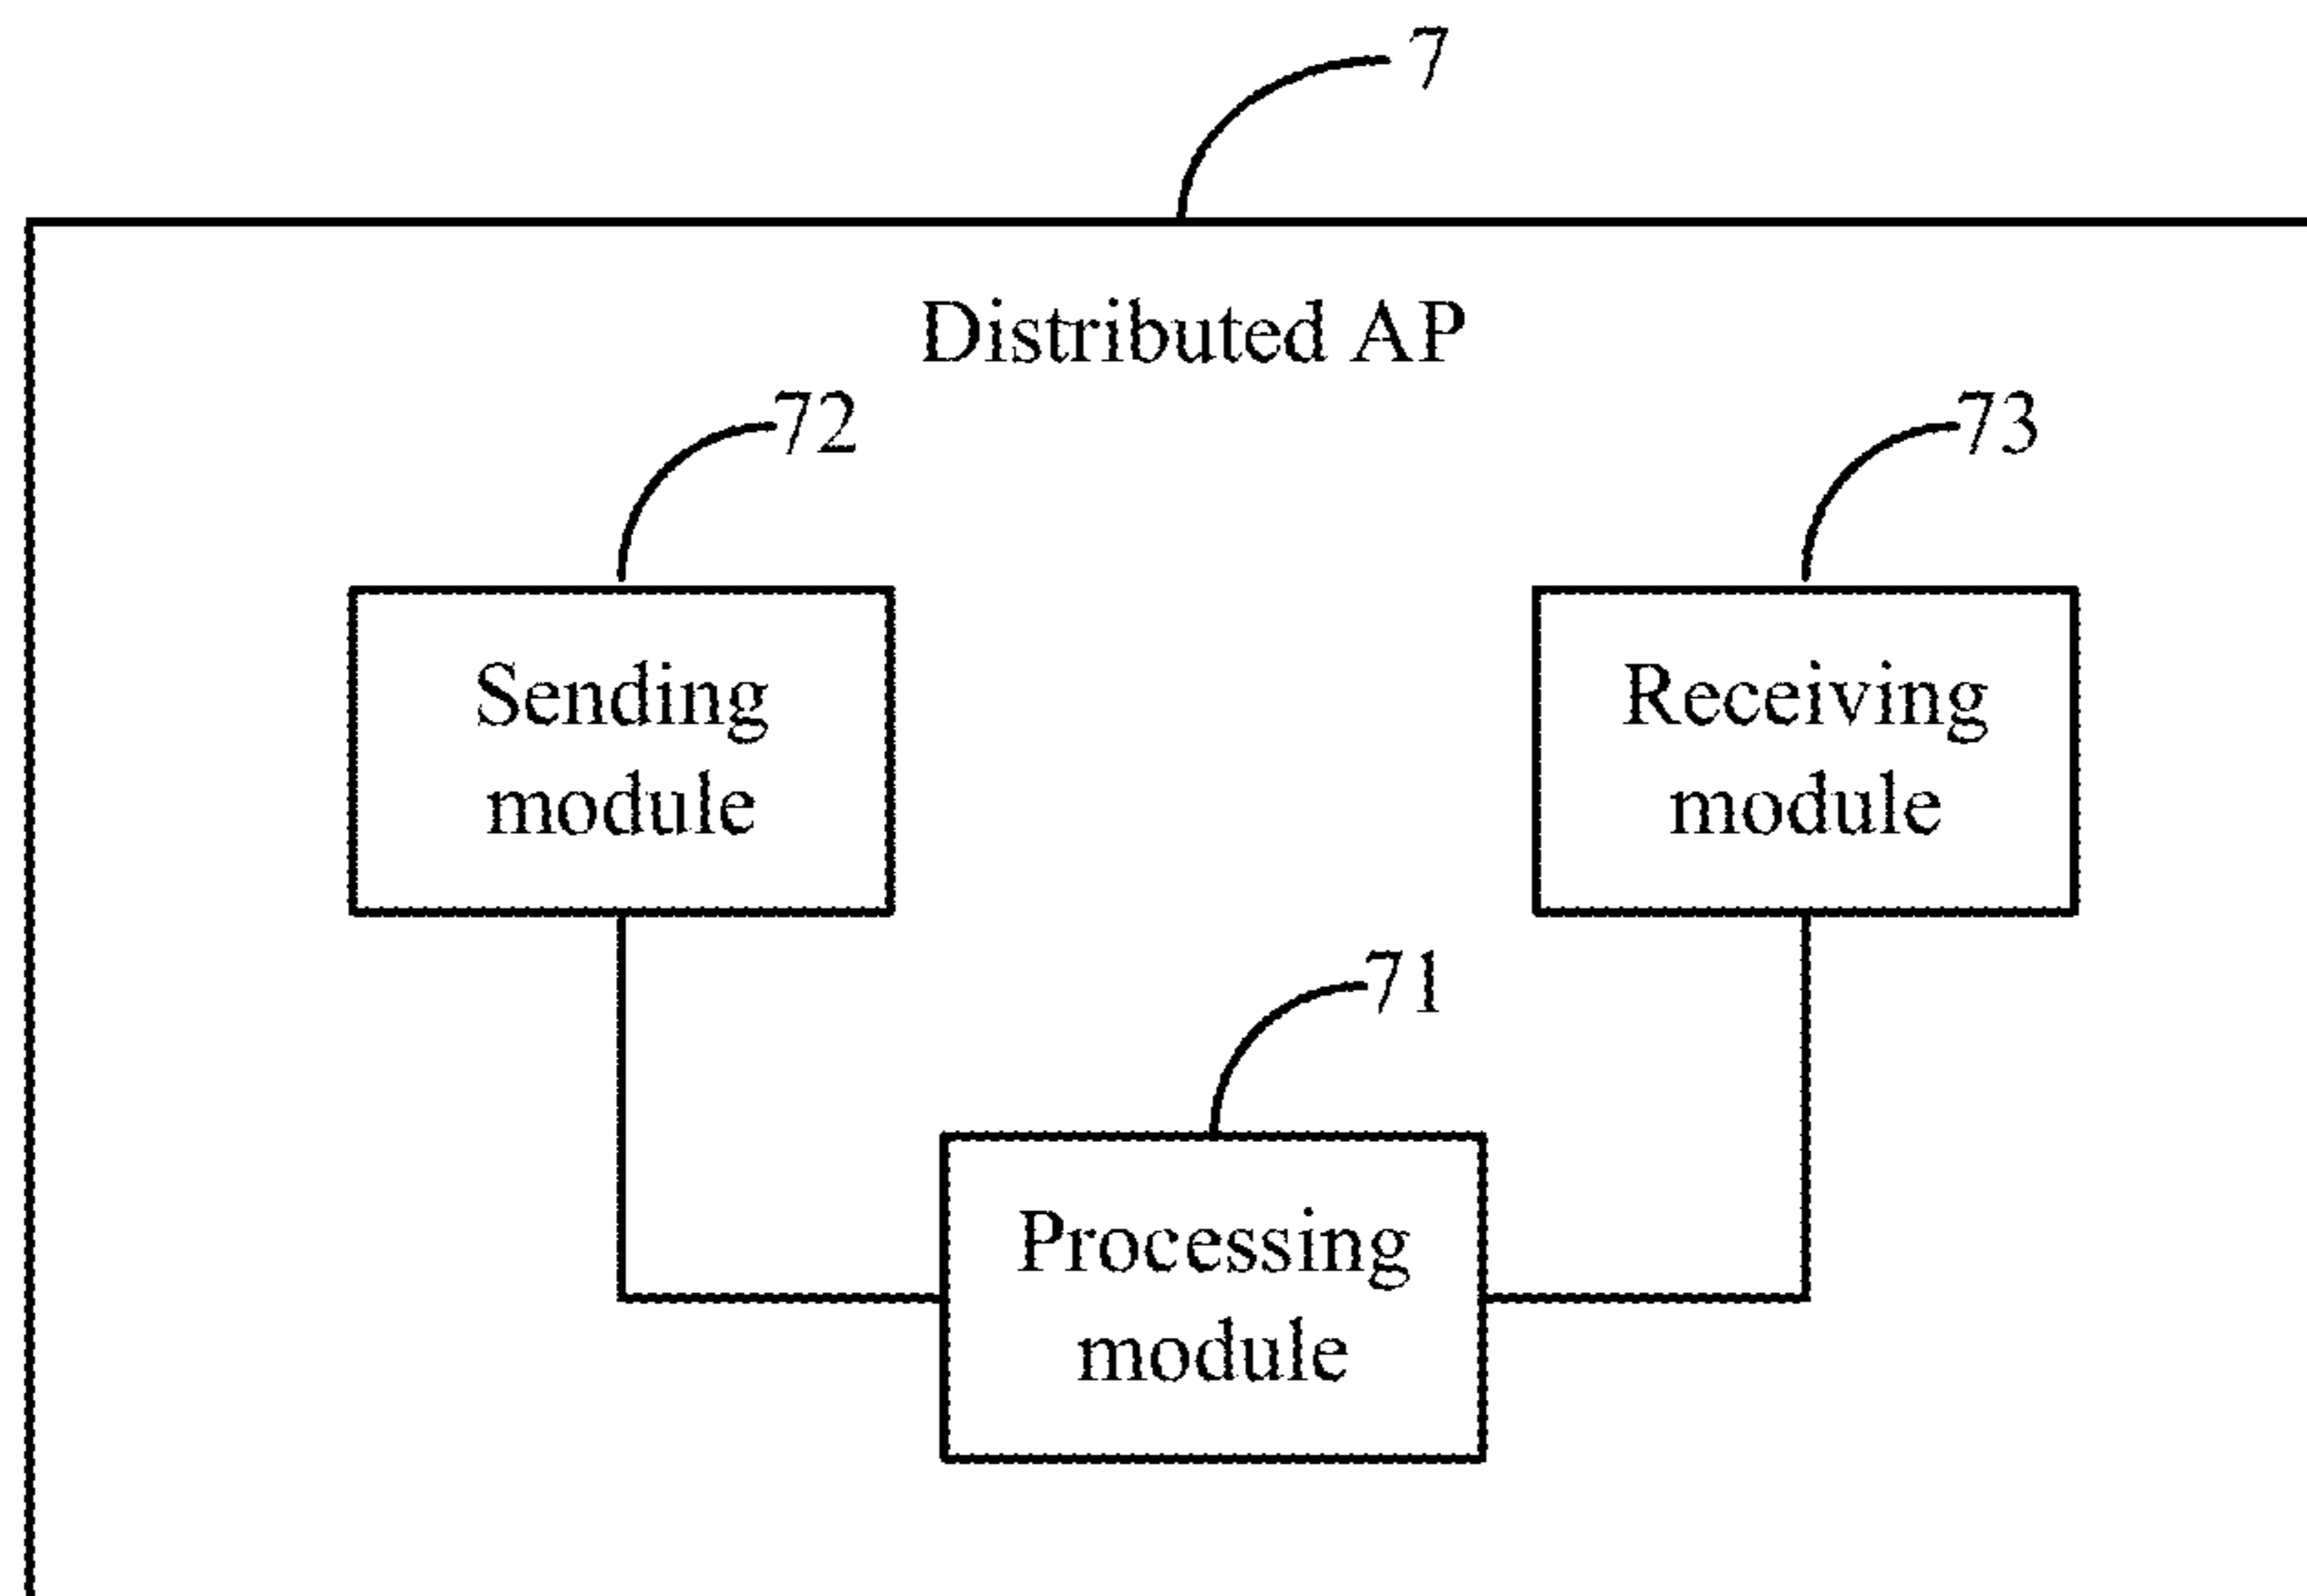 7
Distributed AP
72
73
Sending
module
Receiving
module
71
Processing
module